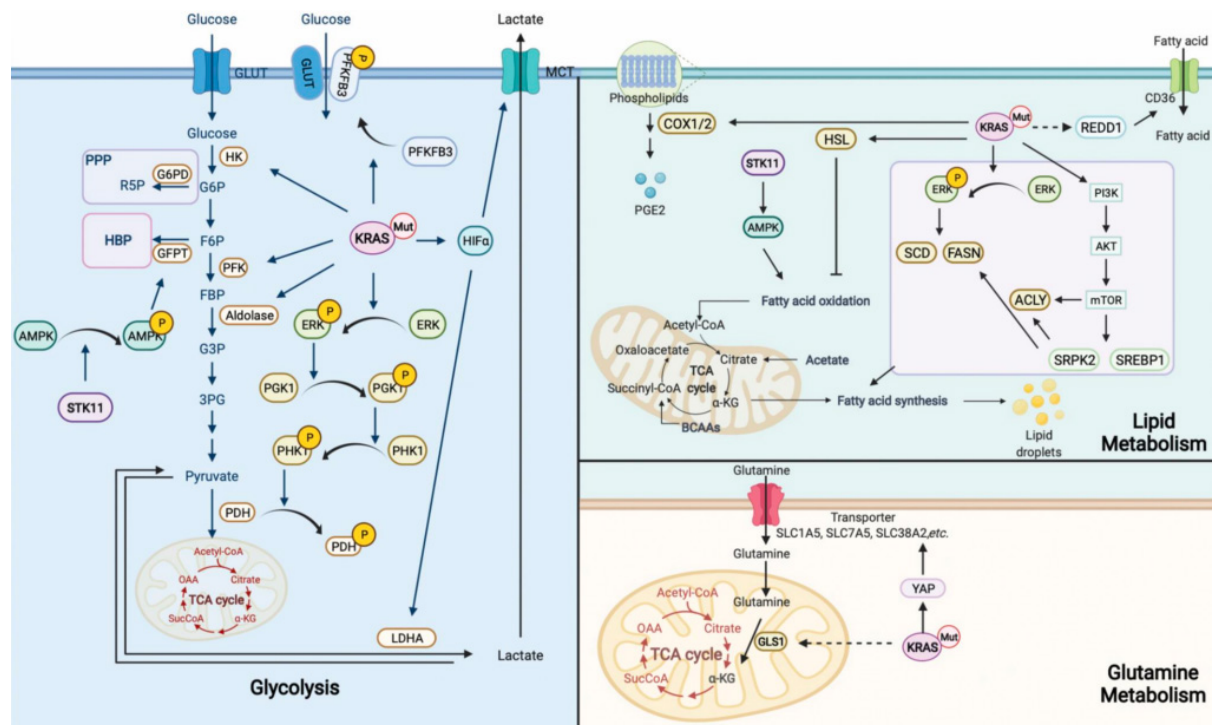 Glucose
Glucose
Lactate
GLUT
GLUT
PFKFB3
P
MCT
Glucose
HK
PFKFB3
PPP
G6PD
R5P
G6P
HBP
GFPT
F6P
PFK
KRAS
Mut
HIFα
FBP
Aldolase
AMPK
AMPK
P
ERK
P
ERK
G3P
STK11
PGK1
PGK1
P
3PG
PHK1
P
PHK1
Pyruvate
PDH
PDH
P
Acetyl-CoA
OAA
Citrate
TCA cycle
SucCoA
α-KG
LDHA
Lactate
Glycolysis
Phospholipids
COX1/2
PGE2
STK11
AMPK
HSL
KRAS
Mut
REDD1
Fatty acid
CD36
Fatty acid
ERK
P
ERK
PI3K
SCD
FASN
AKT
ACLY
mTOR
SRPK2
SREBP1
Fatty acid oxidation
Acetyl-CoA
Oxaloacetate
Citrate
Acetate
TCA
cycle
Succinyl-CoA
α-KG
BCAAs
Fatty acid synthesis
Lipid
droplets
Lipid
Metabolism
Glutamine
Transporter
SLC1A5, SLC7A5, SLC38A2,etc.
Glutamine
Glutamine
YAP
Acetyl-CoA
OAA
Citrate
GLS1
KRAS
Mut
TCA cycle
SucCoA
α-KG
Glutamine
Metabolism